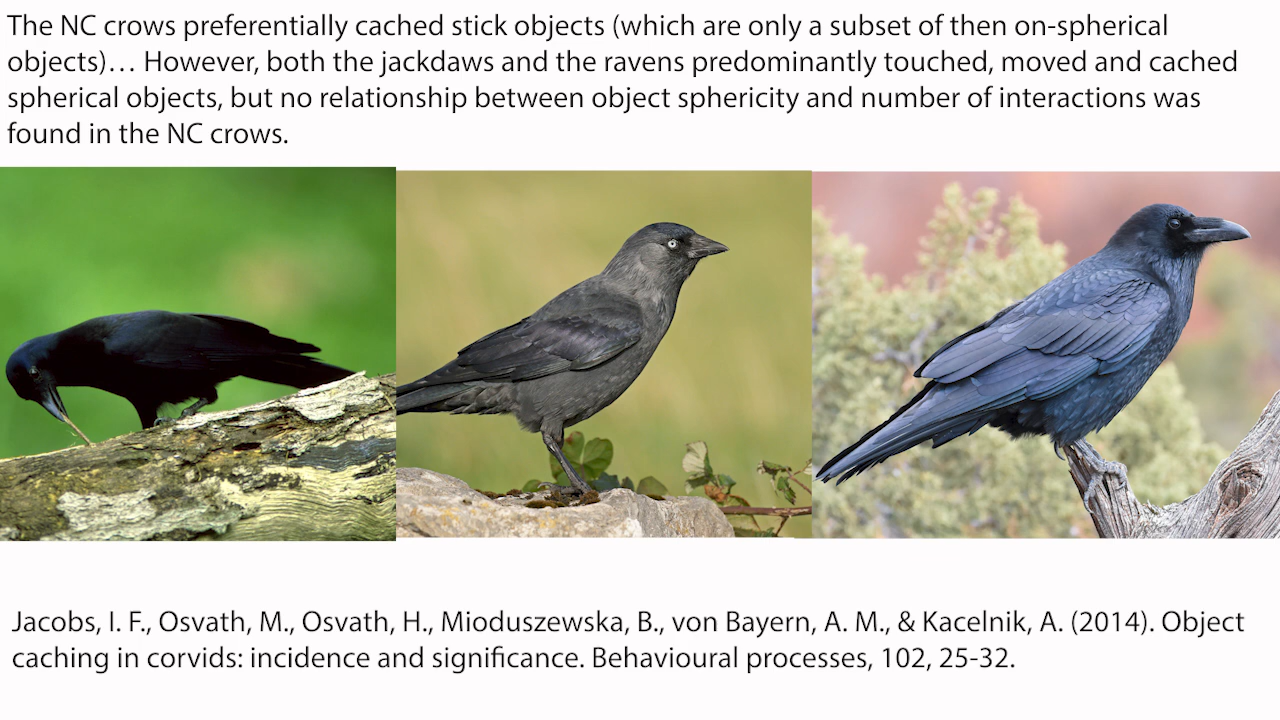 The NC crows preferentially cached stick objects (which are only a subset of then on-spherical
objects)… However, both the jackdaws and the ravens predominantly touched, moved and cached
spherical objects, but no relationship between object sphericity and number of interactions was
found in the NC crows.
Jacobs, I. F., Osvath, M., Osvath, H., Mioduszewska, B., von Bayern, A. M., & Kacelnik, A. (2014). Object
caching in corvids: incidence and significance. Behavioural processes, 102, 25-32.